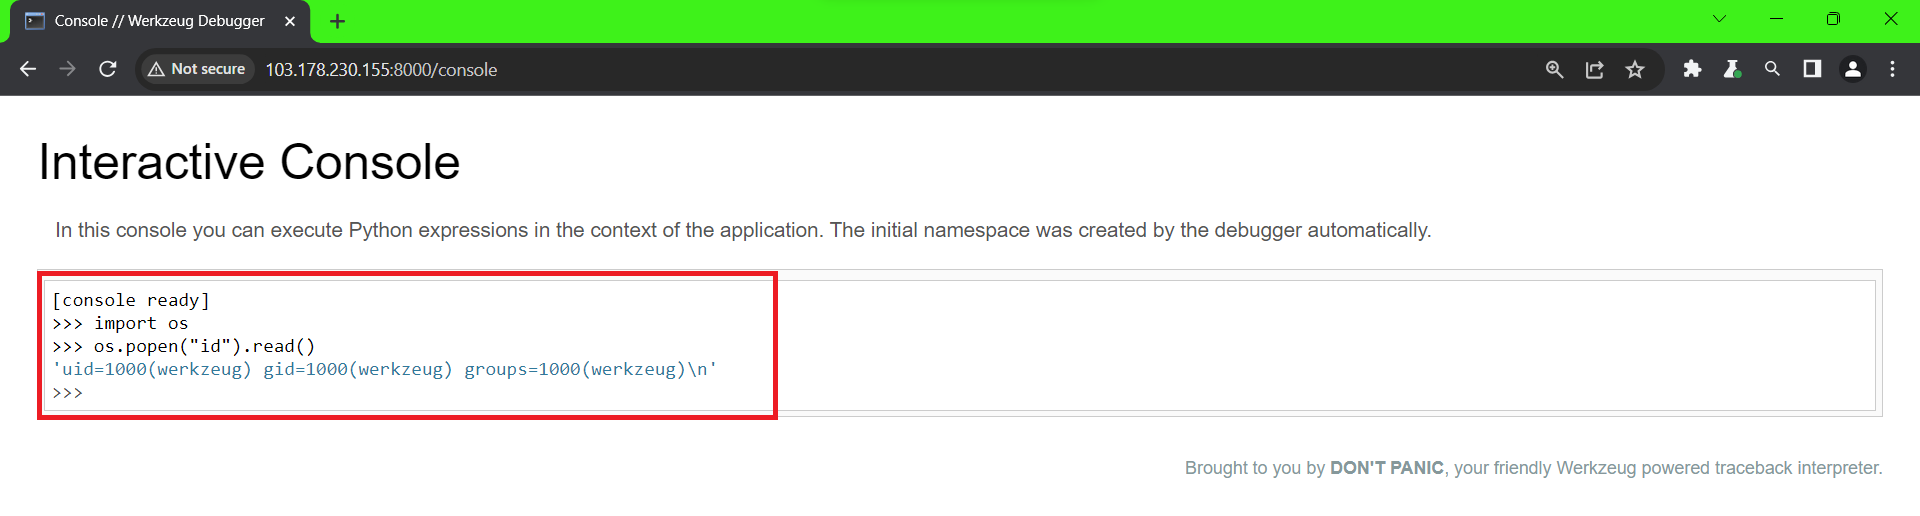 Console // Werkzeug Debugger
Not secure
103.178.230.155:8000/console
Interactive Console
In this console you can execute Python expressions in the context of the application. The initial namespace was created by the debugger automatically.
[console ready]
>>> import os
>>> os.popen("id").read()
'uid=1000(werkzeug) gid=1000(werkzeug) groups=1000(werkzeug)\n'
>>>
Brought to you by DON'T PANIC, your friendly Werkzeug powered traceback interpreter.